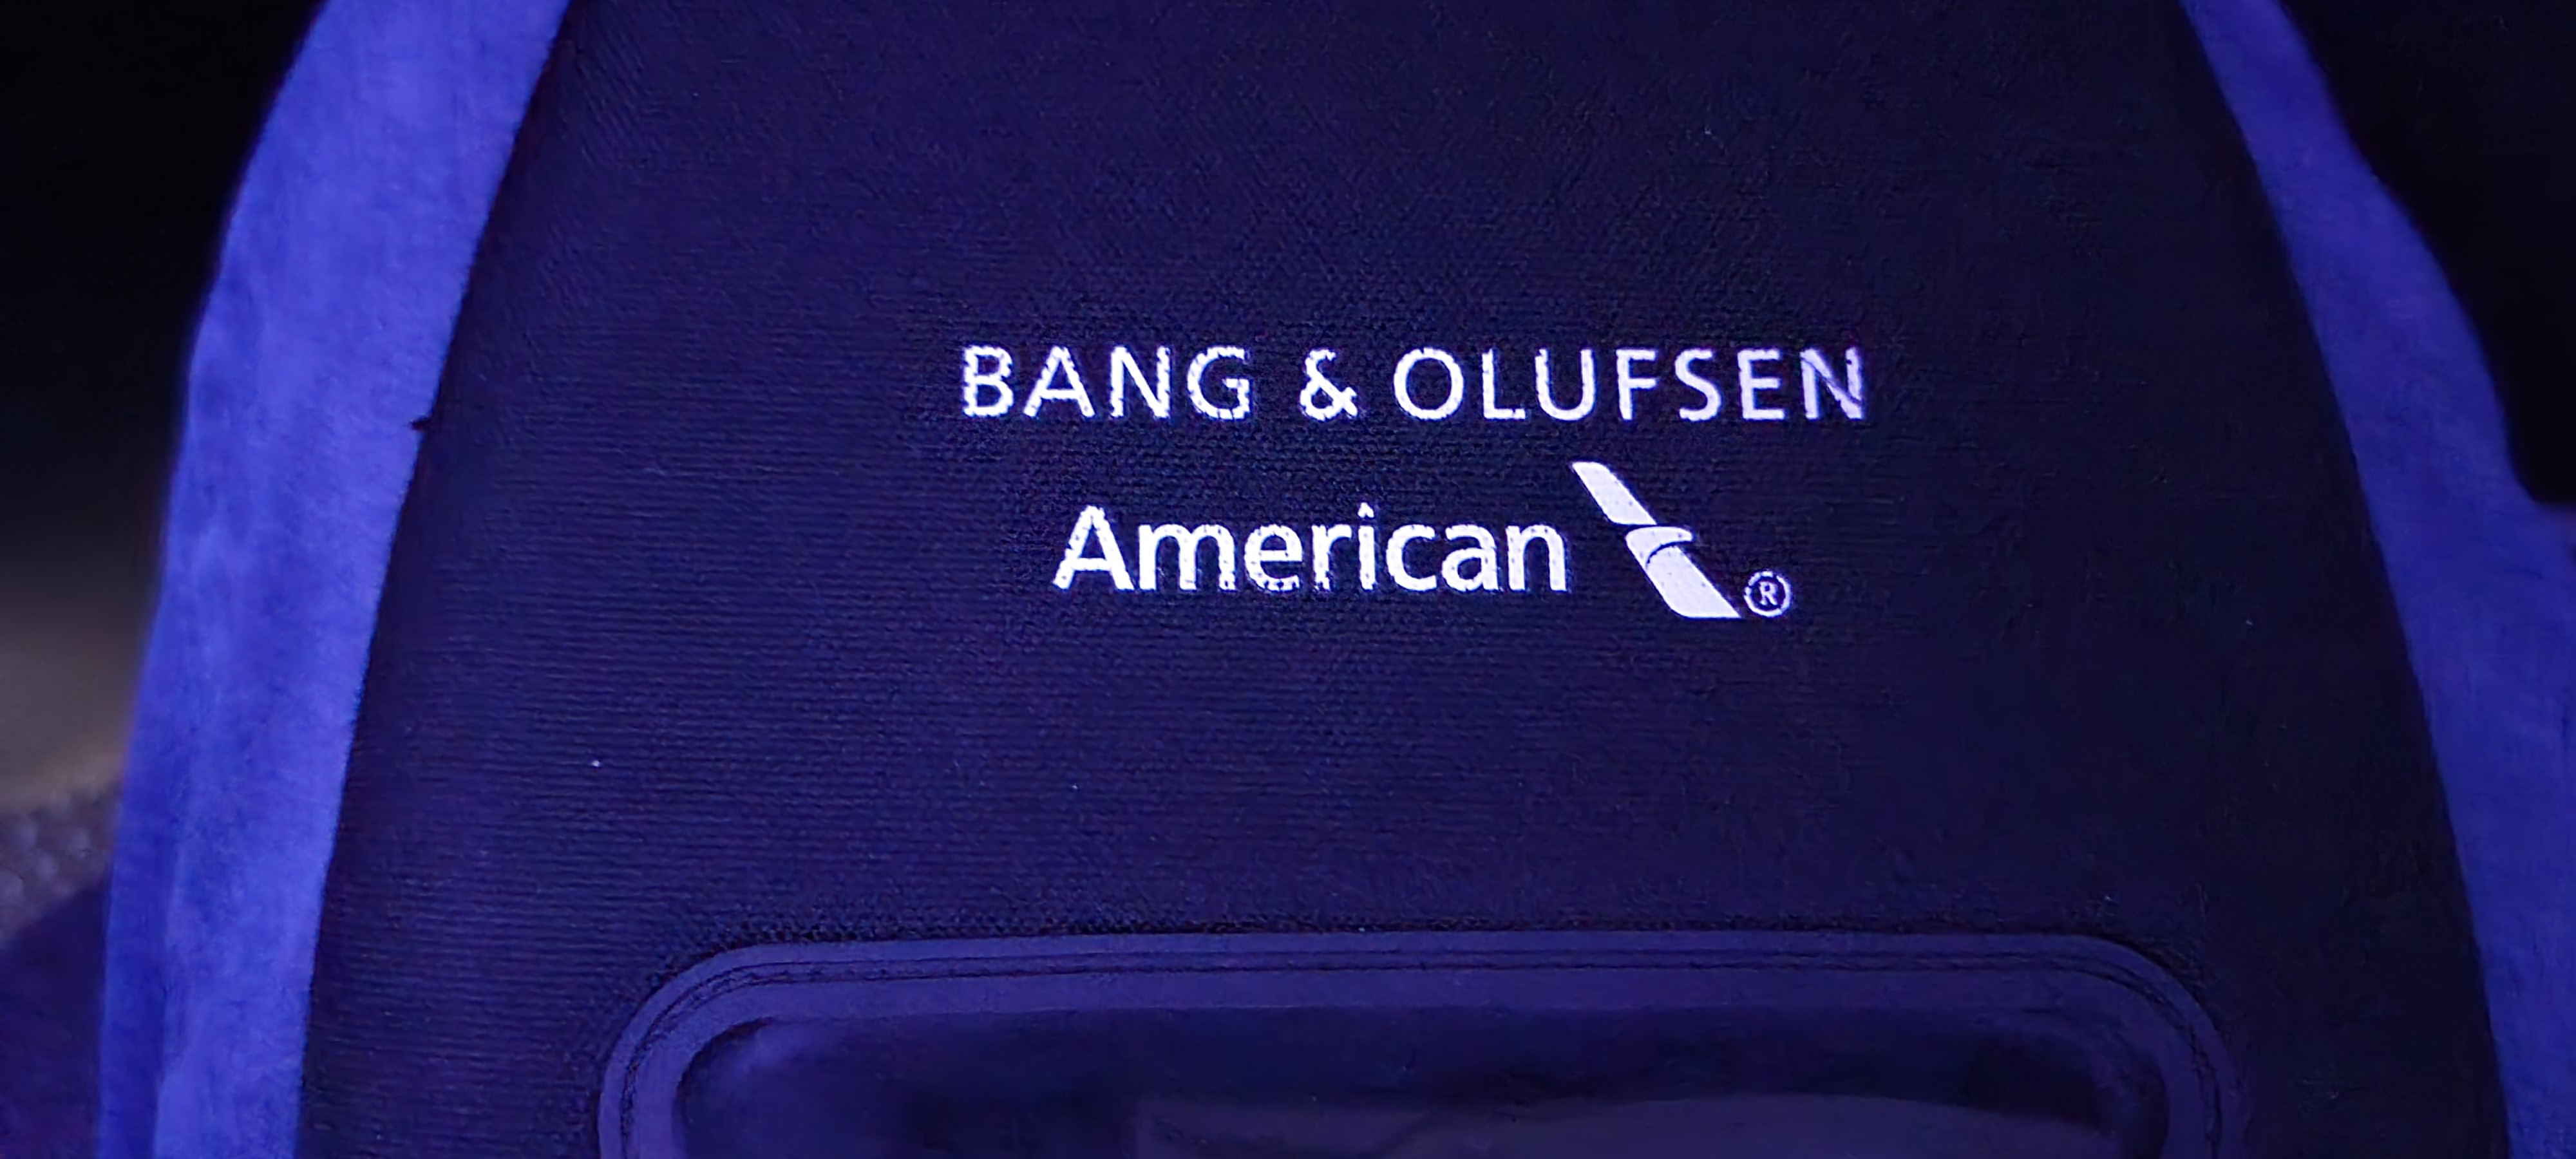 BANG & OLUFSEN
American ®